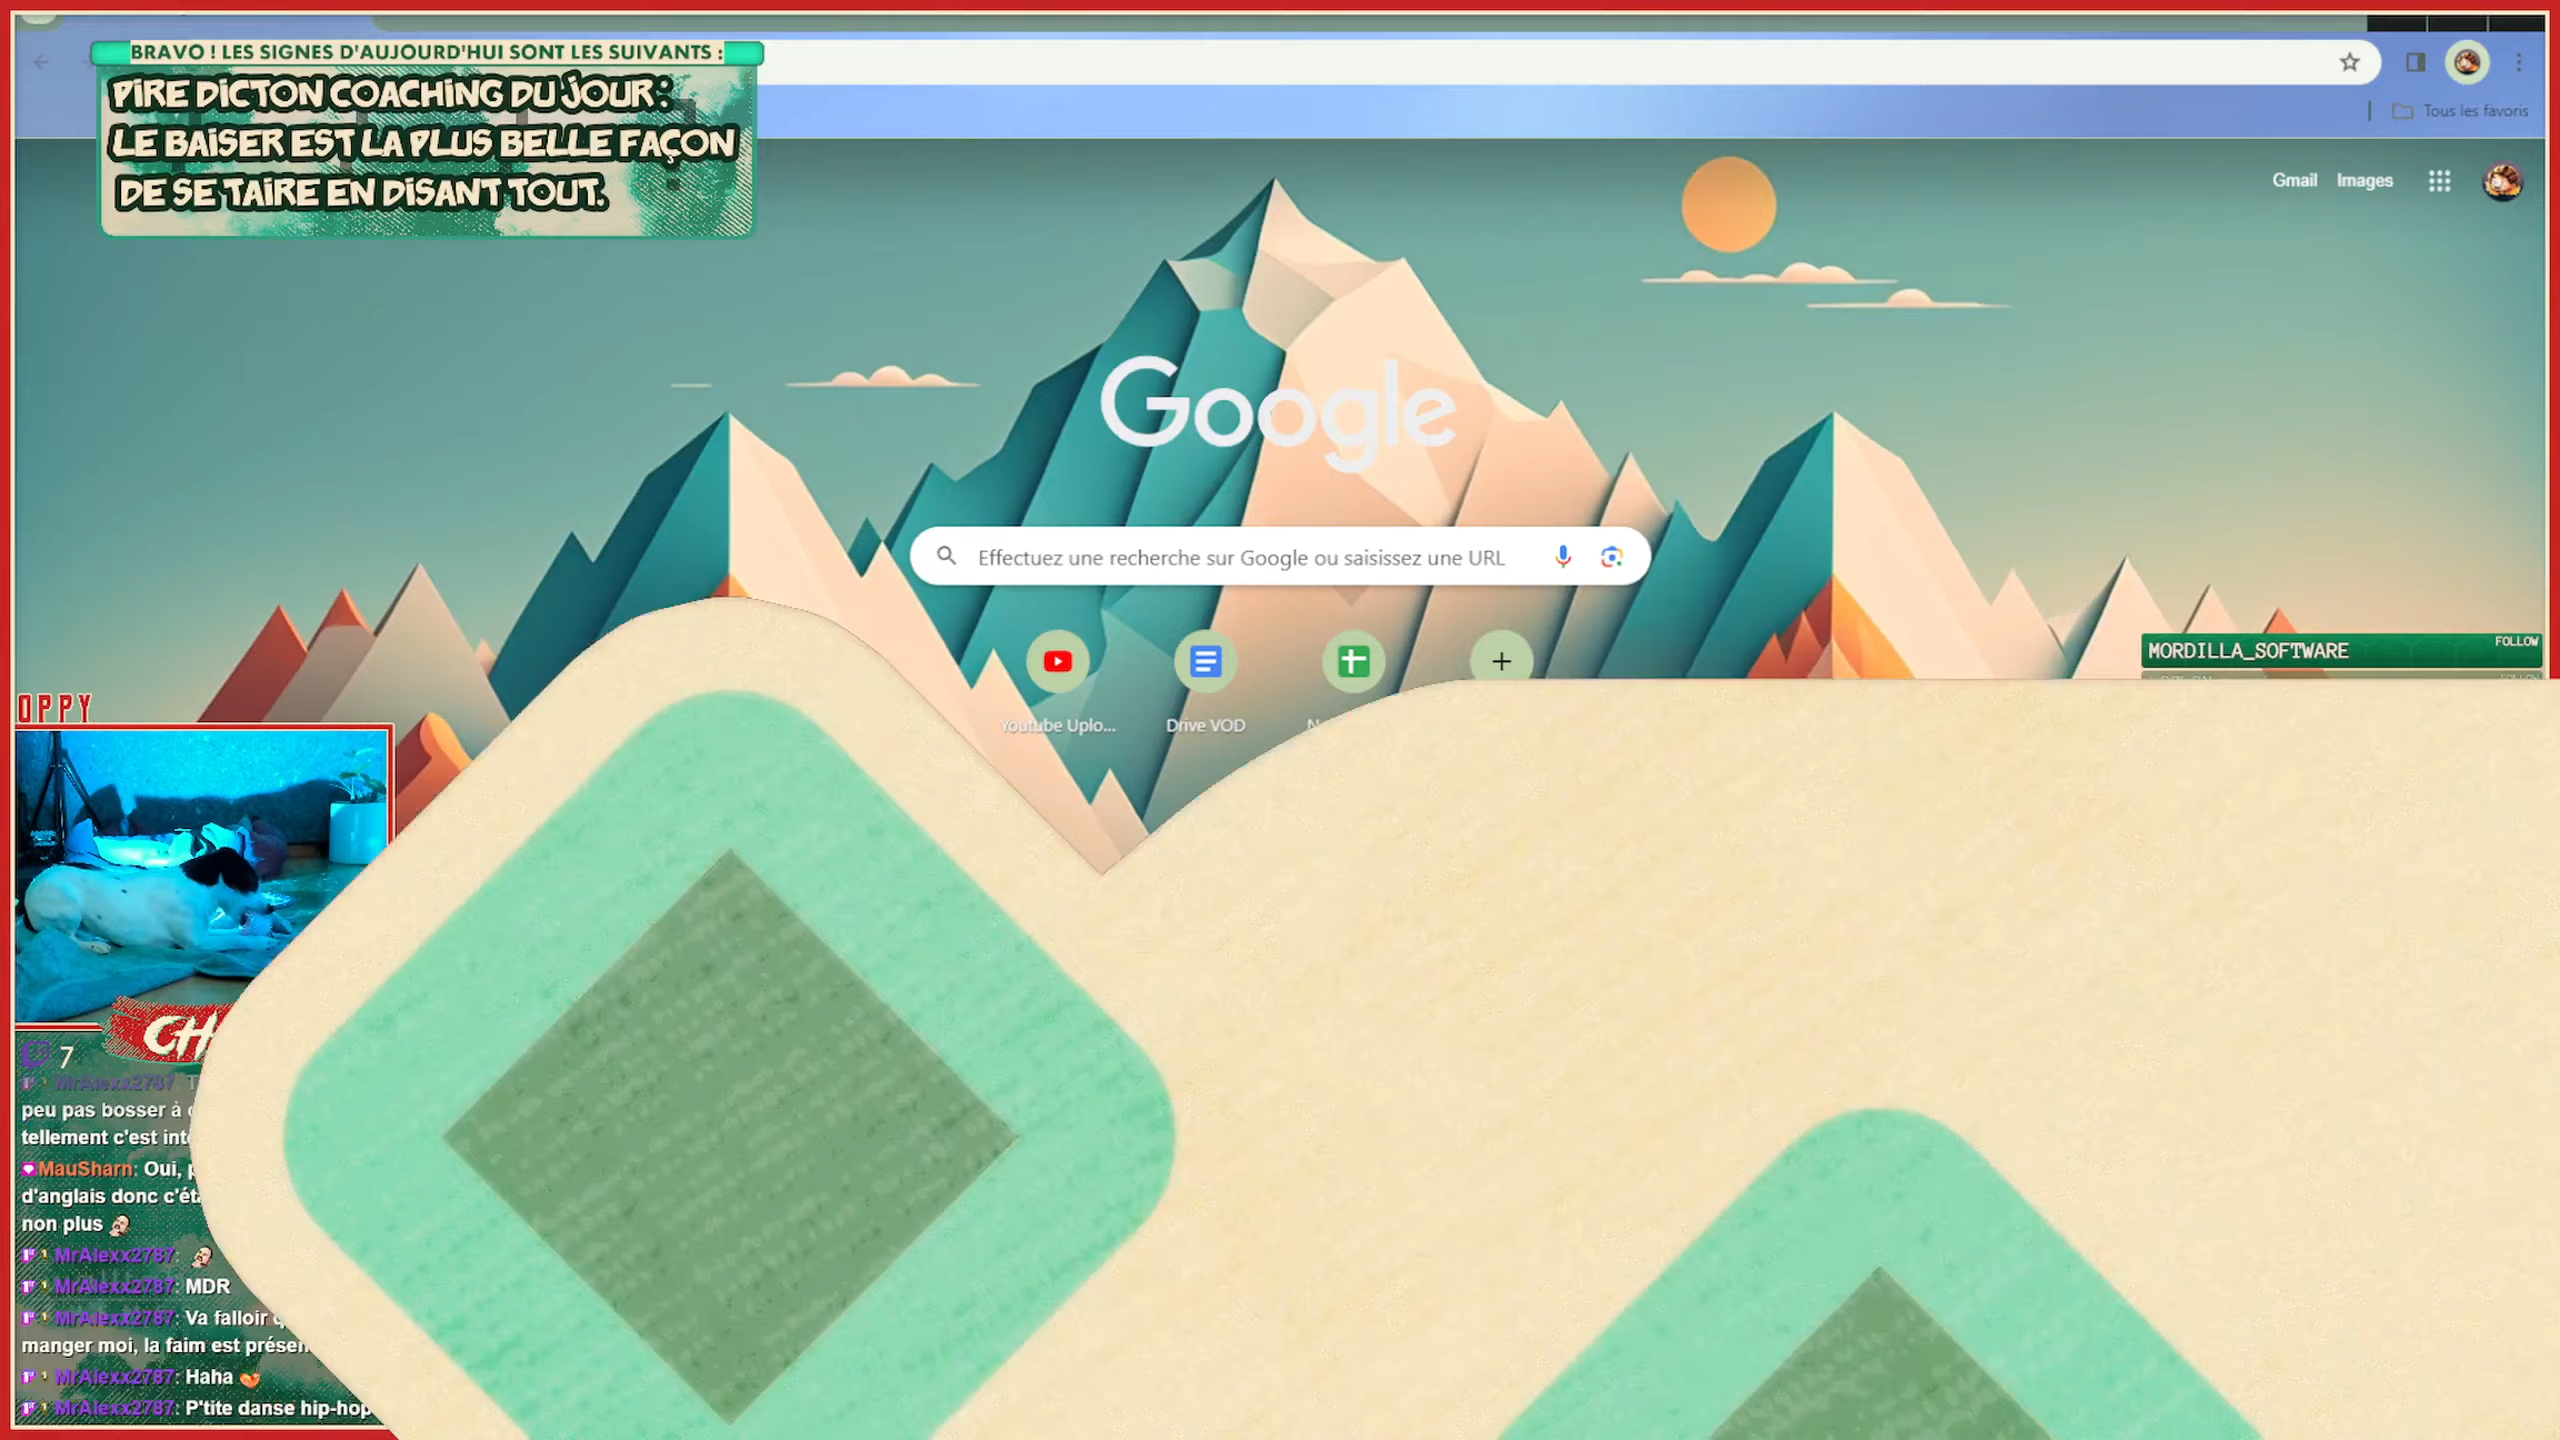 BRAVO ! LES SIGNES D'AUJOURD'HUI SONT LES SUIVANTS :
PIRE DICTON COACHING DU JOUR :
LE BAISER EST LA PLUS BELLE FAÇON
DE SE TAIRE EN DISANT TOUT.
Tous les favoris
Gmail Images
Google
Effectuez une recherche sur Google ou saisissez une URL
Youtube Uplo...
Drive VOD
MORDILLA_SOFTWARE FOLLOW
OPPY
CH
7
MrAlexx2787
peu pas bosser à
tellement c'est
MauSharn: Oui,
d'anglais donc
non plus
MrAlexx2787:
MrAlexx2787: MDR
MrAlexx2787: Va falloir
manger moi, la faim est
MrAlexx2787: Haha
MrAlexx2787: P'tite danse hip-hop